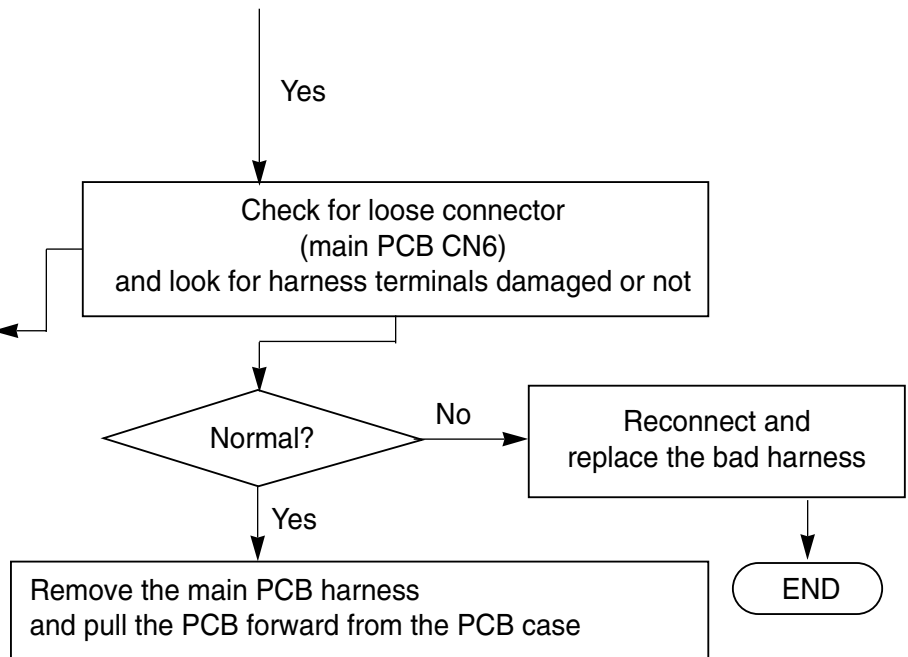 Yes
Check for loose connector
(main PCB CN6)
and look for harness terminals damaged or not
Normal?
No
Reconnect and
replace the bad harness
Yes
Remove the main PCB harness
and pull the PCB forward from the PCB case
END